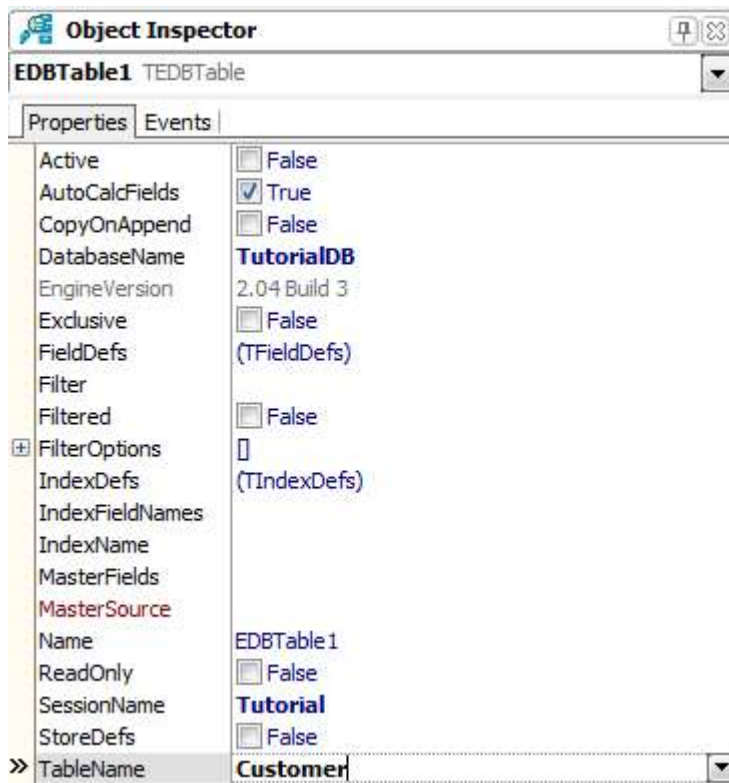 Object Inspector
EDBTable1 TEDBTable
Properties Events
Active False
AutoCalcFields True
CopyOnAppend False
DatabaseName TutorialDB
EngineVersion 2.04 Build 3
Exclusive False
FieldDefs (TFieldDefs)
Filter
Filtered False
FilterOptions []
IndexDefs (TIndexDefs)
IndexFieldNames
IndexName
MasterFields
MasterSource
Name EDBTable1
ReadOnly False
SessionName Tutorial
StoreDefs False
» TableName Customer